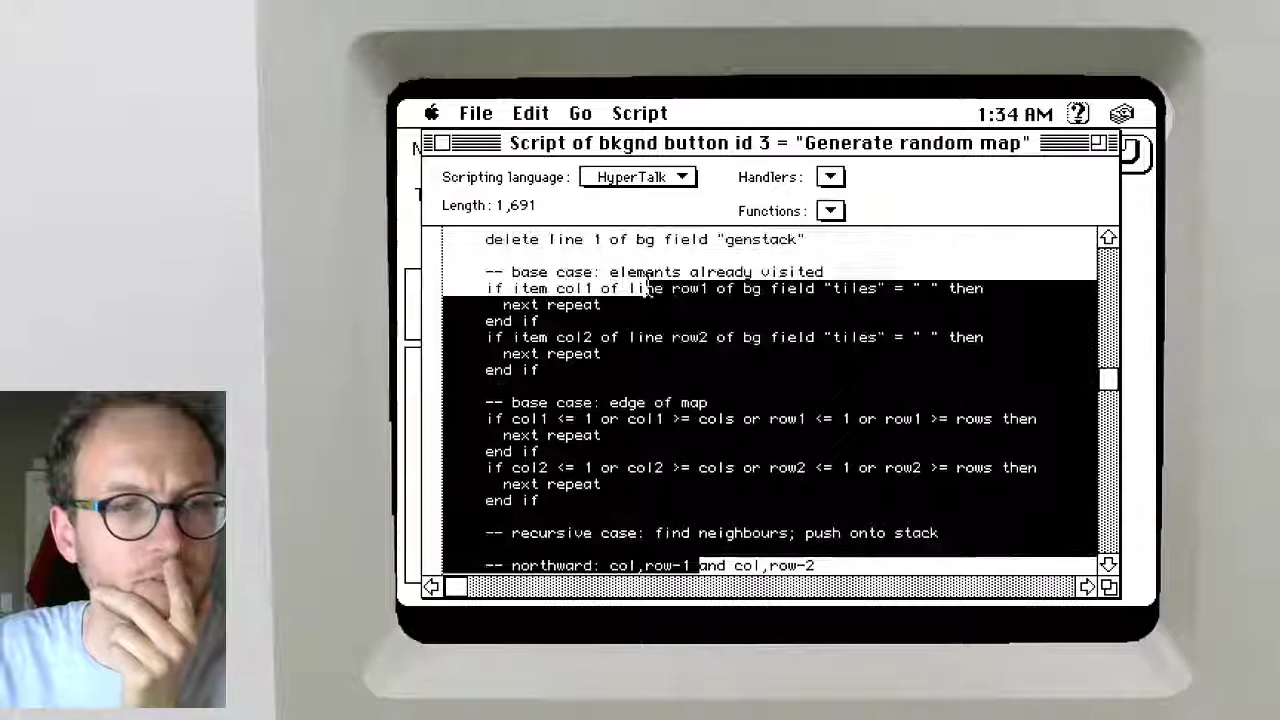 File Edit Go Script 1:34 AM
Script of bkgnd button id 3 = "Generate random map"
Scripting language: HyperTalk Handlers:
Length: 1,691
Functions:
delete line 1 of bg field "genstack"
-- base case: elements already visited
if item col1 of line row1 of bg field "tiles" = " " then
next repeat
end if
if item col2 of line row2 of bg field "tiles" = " " then
next repeat
end if
-- base case: edge of map
if col1 <= 1 or col1 >= cols or row1 <= 1 or row1 >= rows then
next repeat
end if
if col2 <= 1 or col2 >= cols or row2 <= 1 or row2 >= rows then
next repeat
end if
-- recursive case: find neighbours; push onto stack
-- northward: col,row-1 and col,row-2